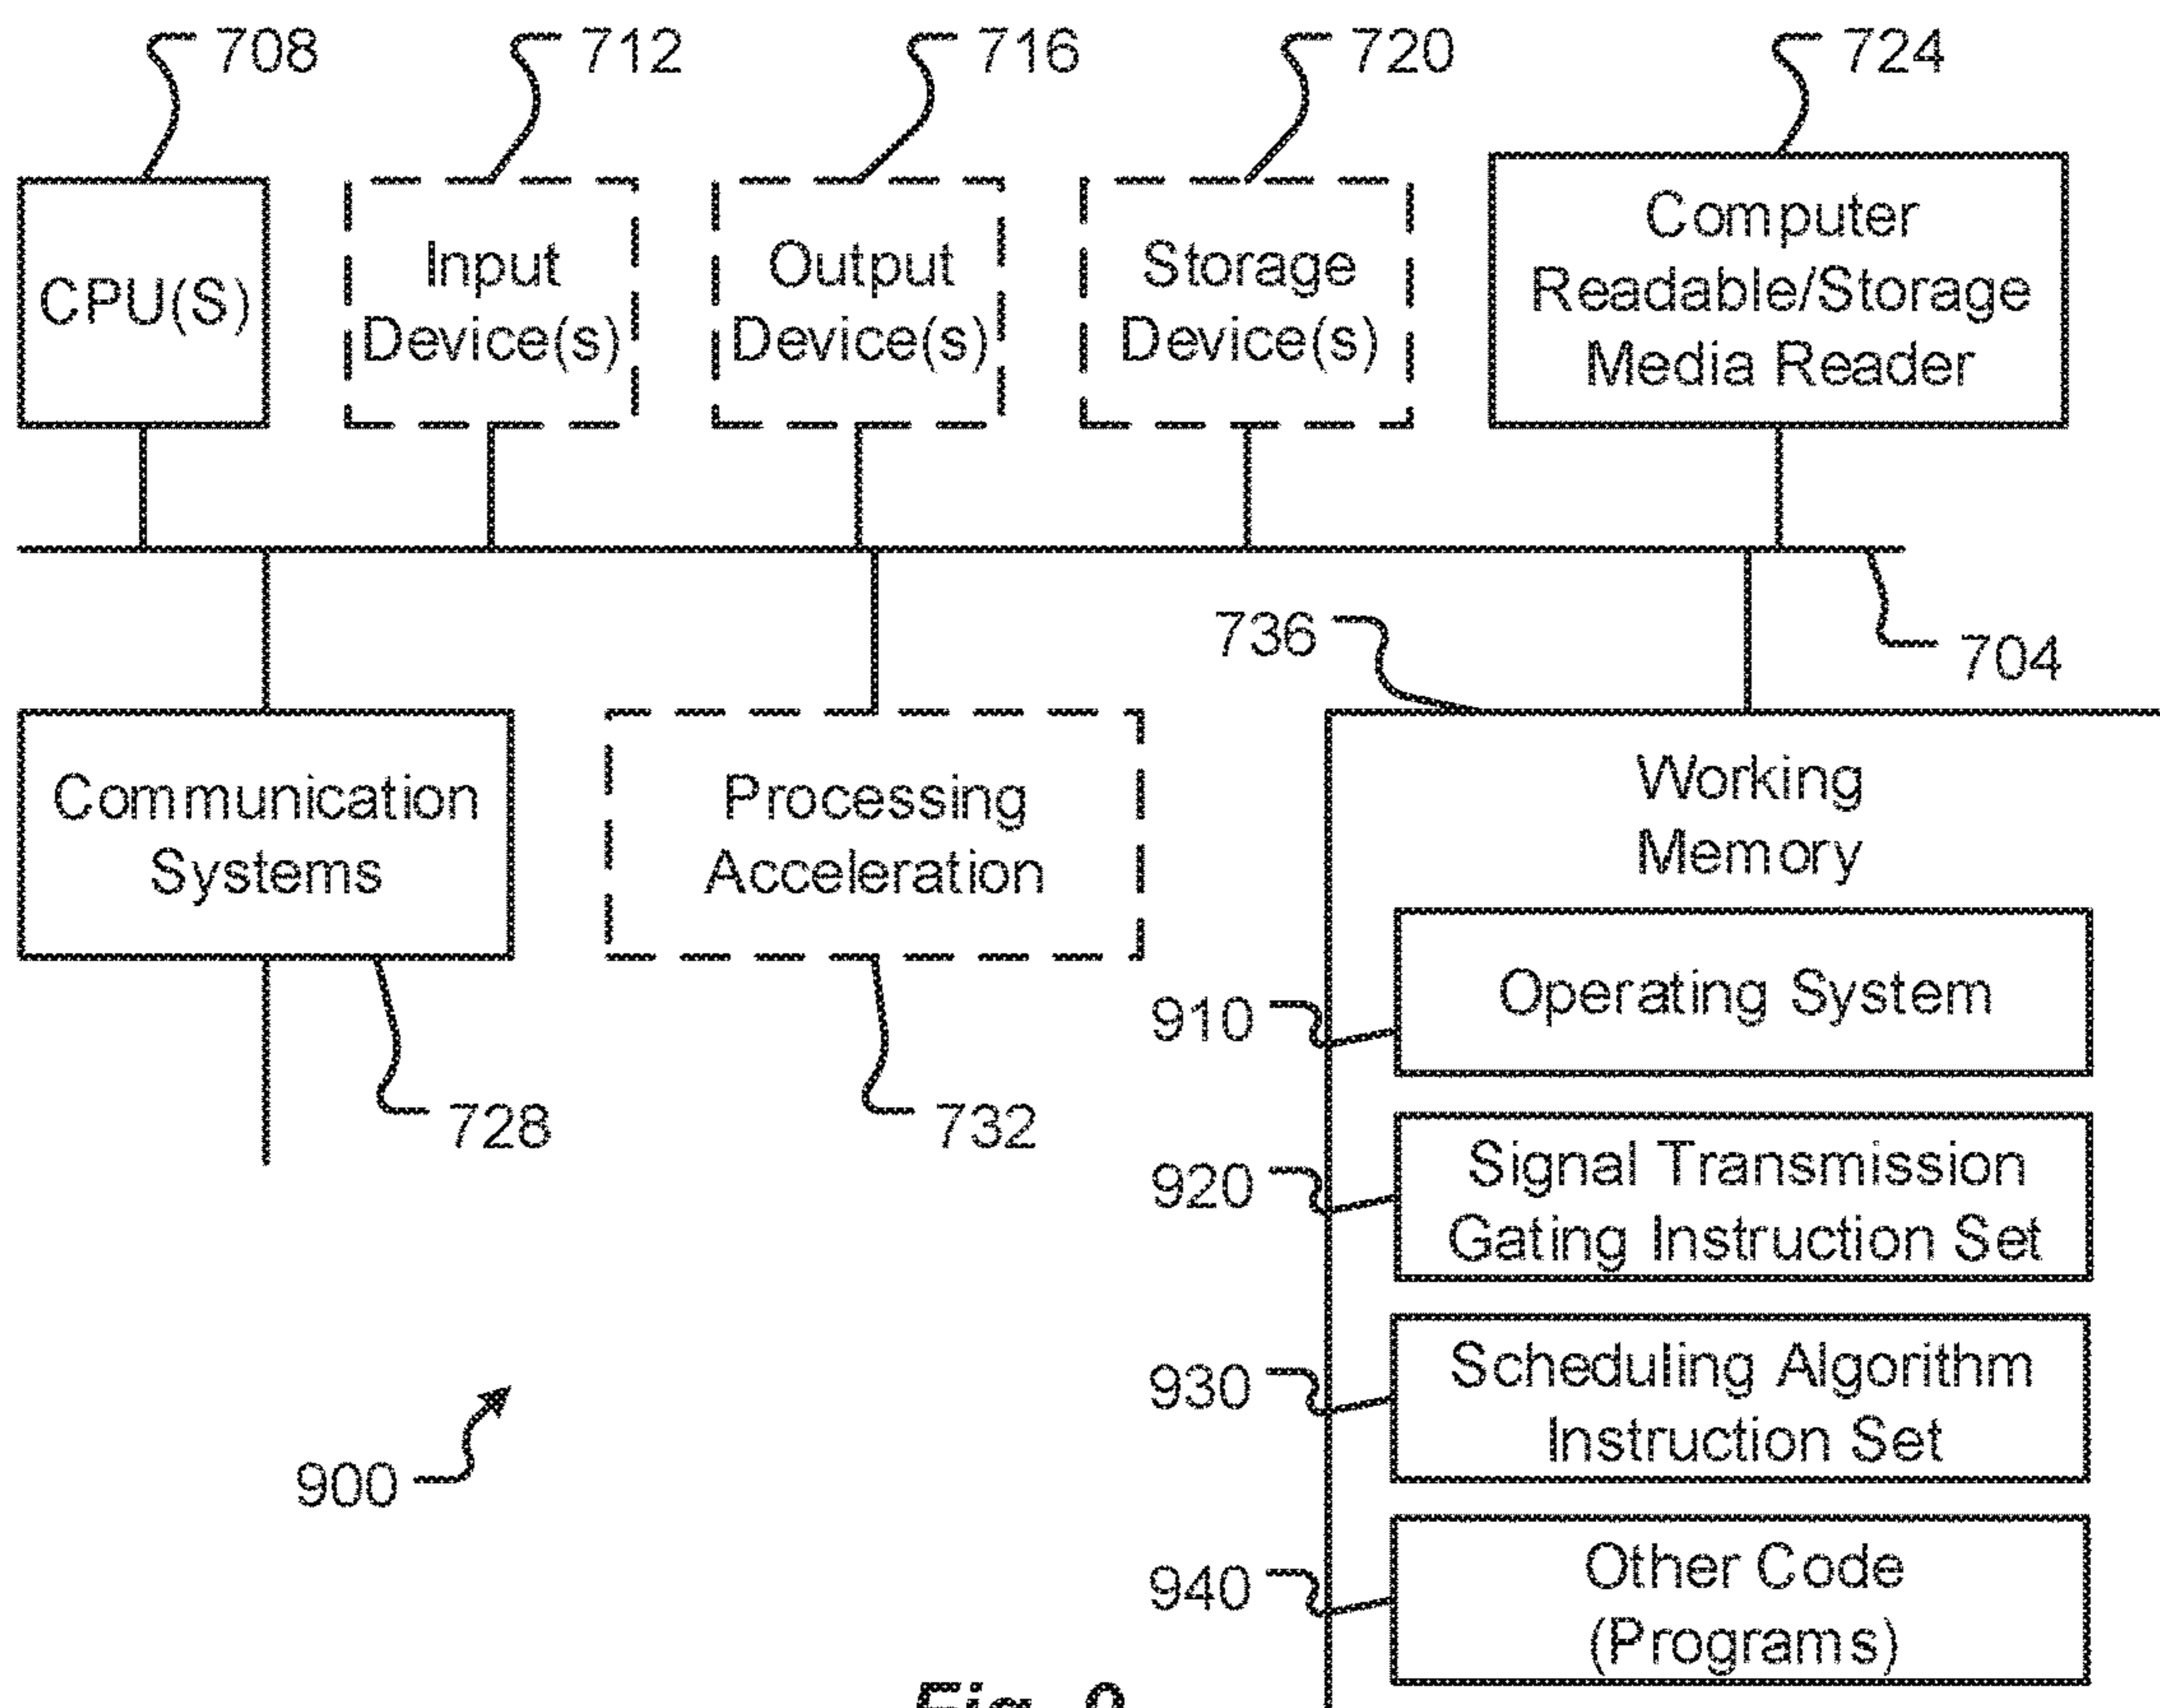 708
712
716
720
724
CPU(S)
Input
Device(s)
Output
Device(s)
Storage
Device(s)
Computer
Readable/Storage
Media Reader
736
704
Communication
Systems
Processing
Acceleration
Working
Memory
728
732
910
Operating System
920
Signal Transmission
Gating Instruction Set
930
Scheduling Algorithm
Instruction Set
900
940
Other Code
(Programs)
Fig. 9